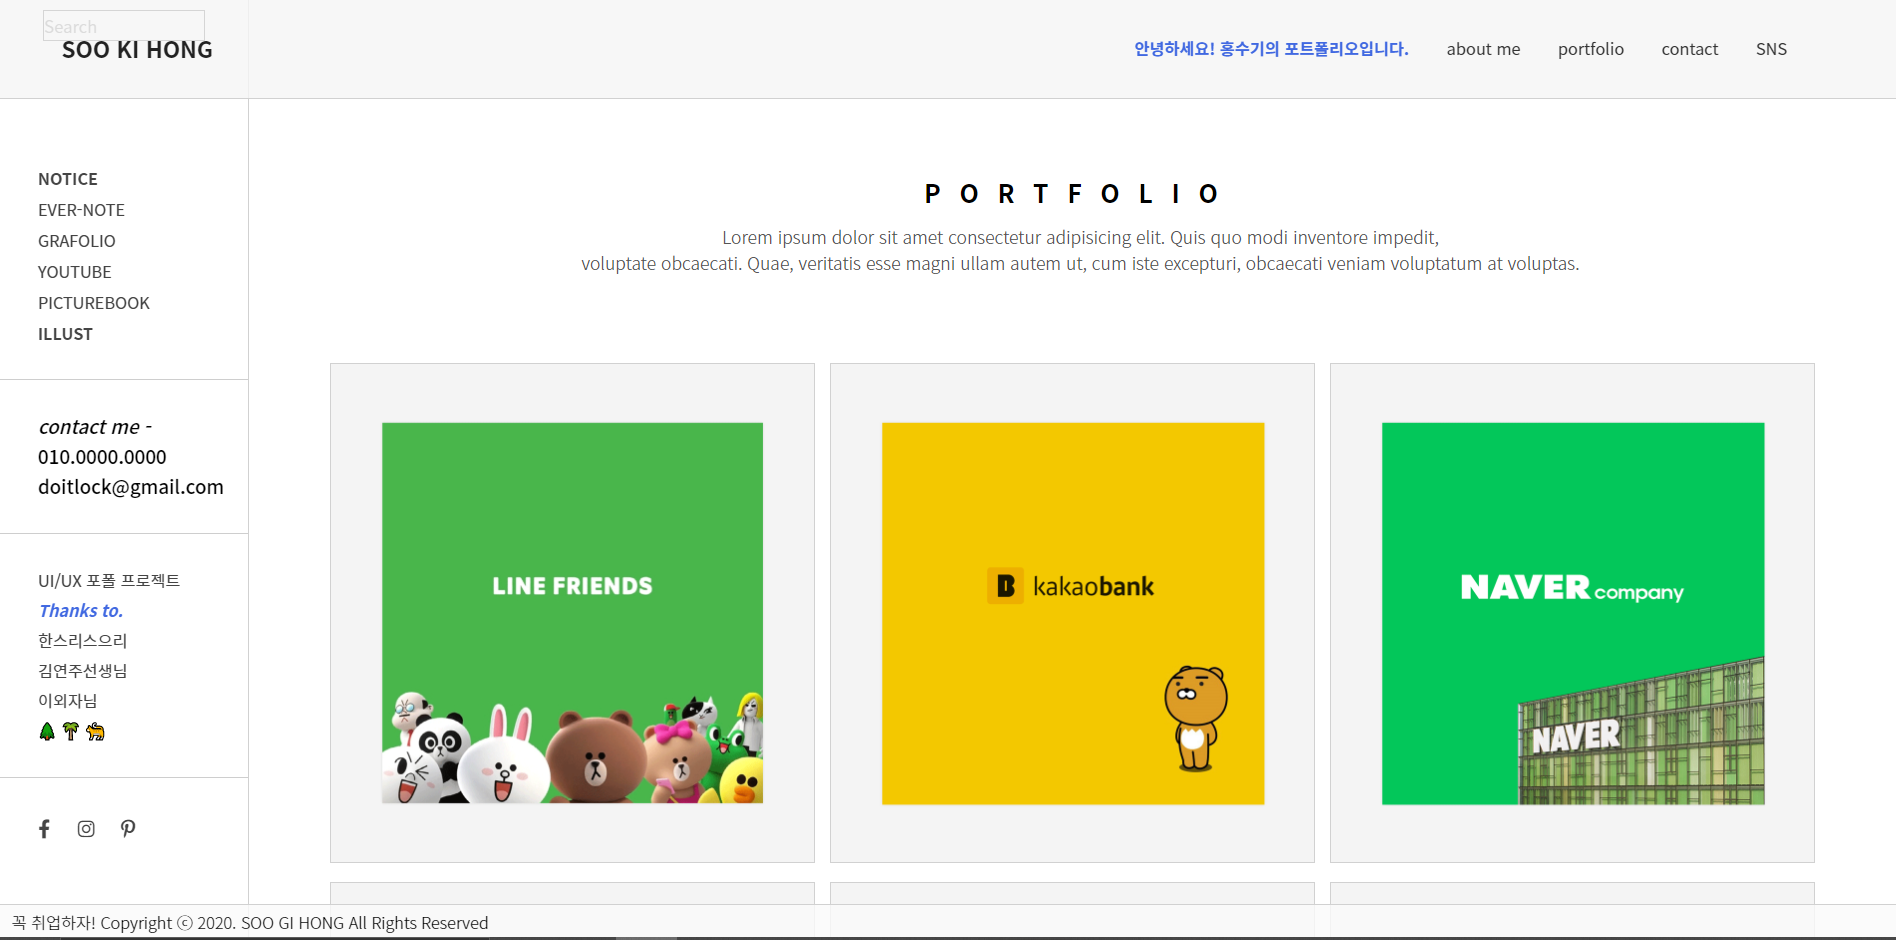 Search
SOO KI HONG
안녕하세요! 홍수기의 포트폴리오입니다.
about me
portfolio
contact
SNS
NOTICE
EVER-NOTE
GRAFOLIO
YOUTUBE
PICTUREBOOK
ILLUST
contact me -
010.0000.0000
doitlock@gmail.com
UI/UX 포폴 프로젝트
Thanks to.
한스리스으리
김연주선생님
이외자님
PORTFOLIO
Lorem ipsum dolor sit amet consectetur adipisicing elit. Quis quo modi inventore impedit,
voluptate obcaecati. Quae, veritatis esse magni ullam autem ut, cum iste excepturi, obcaecati veniam voluptatum at voluptas.
LINE FRIENDS
B kakaobank
NAVER company
NAVER
꼭 취업하자! Copyright ⓒ 2020. SOO GI HONG All Rights Reserved